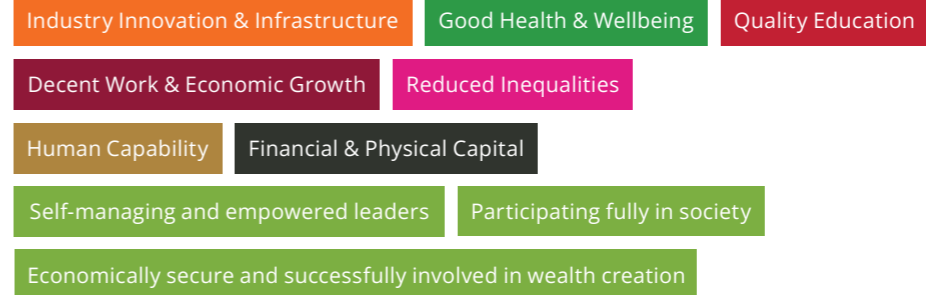 Industry Innovation & Infrastructure Good Health & Wellbeing Quality Education
Decent Work & Economic Growth Reduced Inequalities
Human Capability Financial & Physical Capital
Self-managing and empowered leaders Participating fully in society
Economically secure and successfully involved in wealth creation